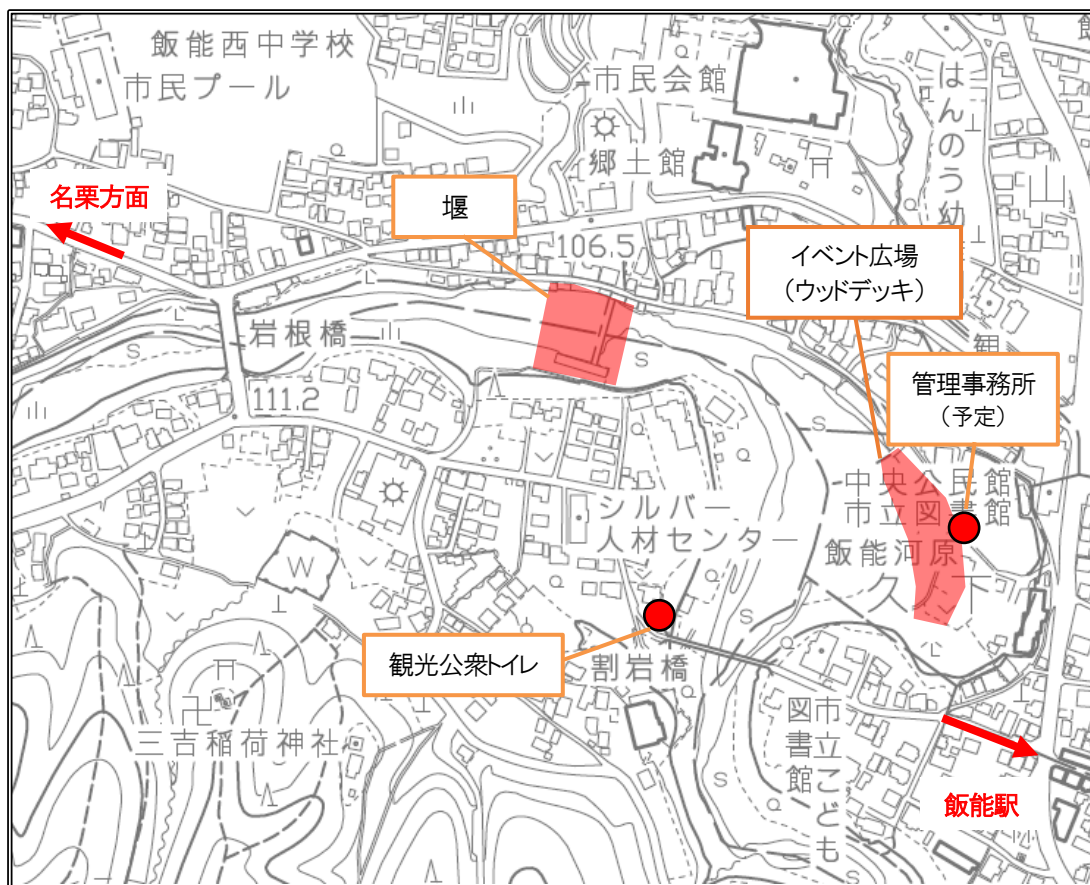 飯能西中学校
市民プール
市民会館
郷土館
はんのう幼
山
名栗方面
堰
106.5
イベント広場
（ウッドデッキ）
管理事務所
（予定）
岩根橋
111.2
観
中央公民館
市立図書館
飯能河原
久下
シルバー
人材センター
W
観光公衆トイレ
割岩橋
三吉稲荷神社
市立こども
図書館
飯能駅